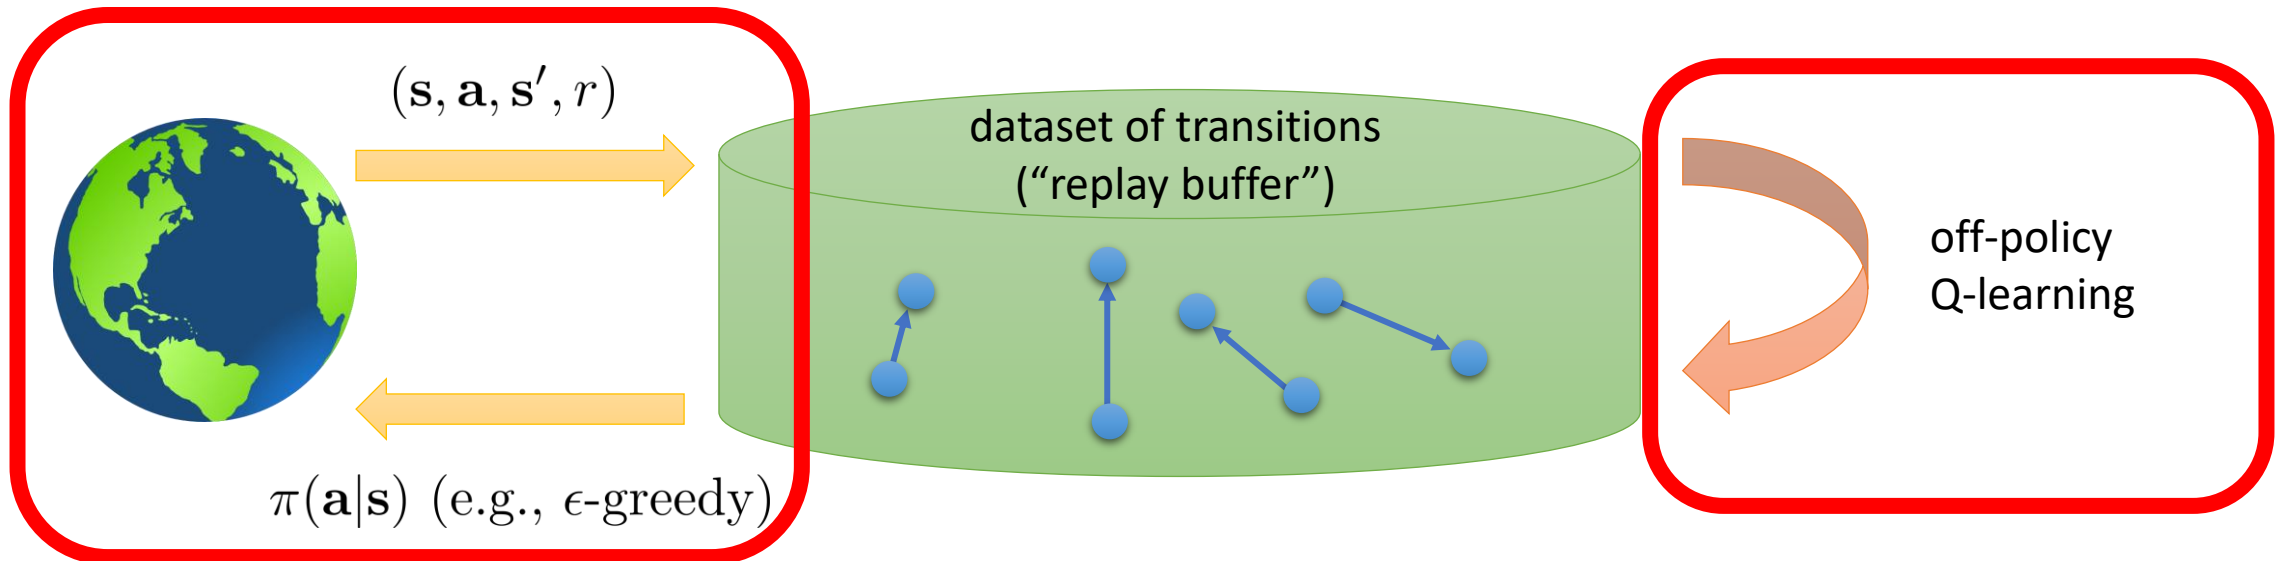 (s, a, s′, r)
dataset of transitions
(“replay buffer”)
off-policy
Q-learning
π(a|s) (e.g., ϵ-greedy)